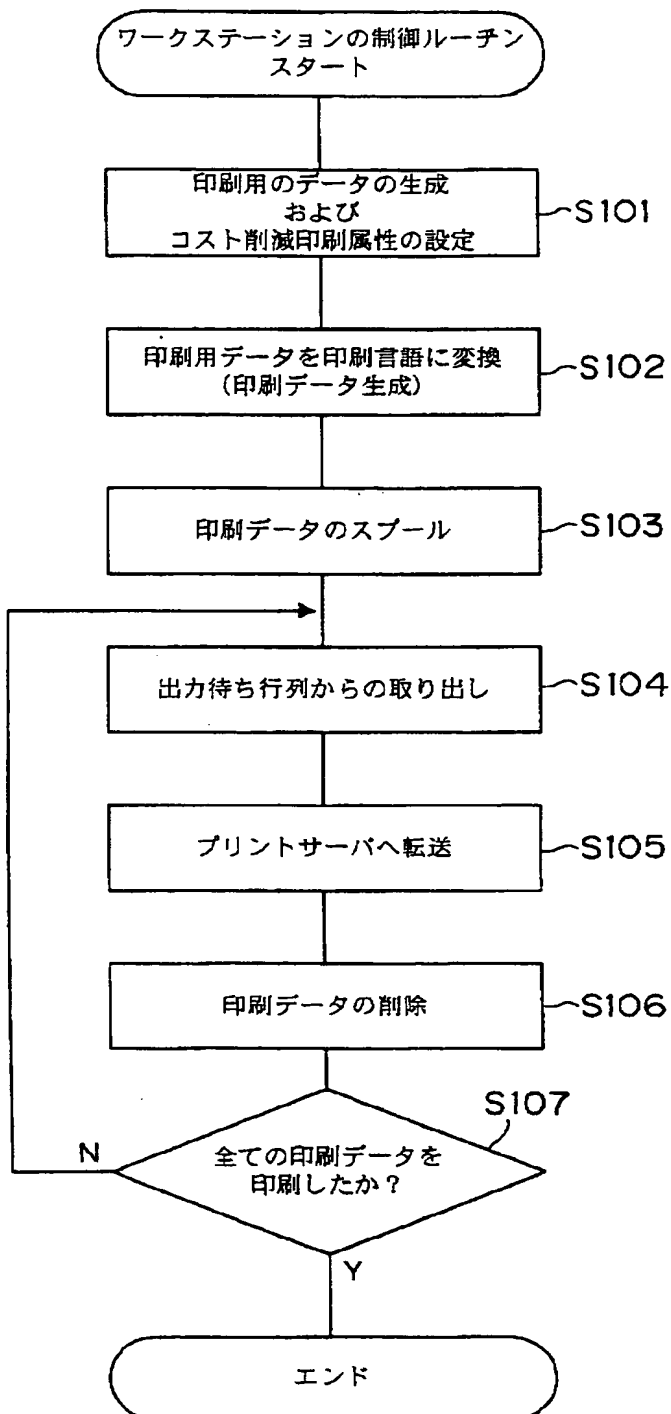 ワークステーションの制御ルーチン
スタート
印刷用のデータの生成
および
コスト削減印刷属性の設定
S101
印刷用データを印刷言語に変換
(印刷データ生成)
S102
印刷データのスプール
S103
出力待ち行列からの取り出し
S104
プリントサーバへ転送
S105
印刷データの削除
S106
S107
全ての印刷データを
印刷したか？
N
Y
エンド